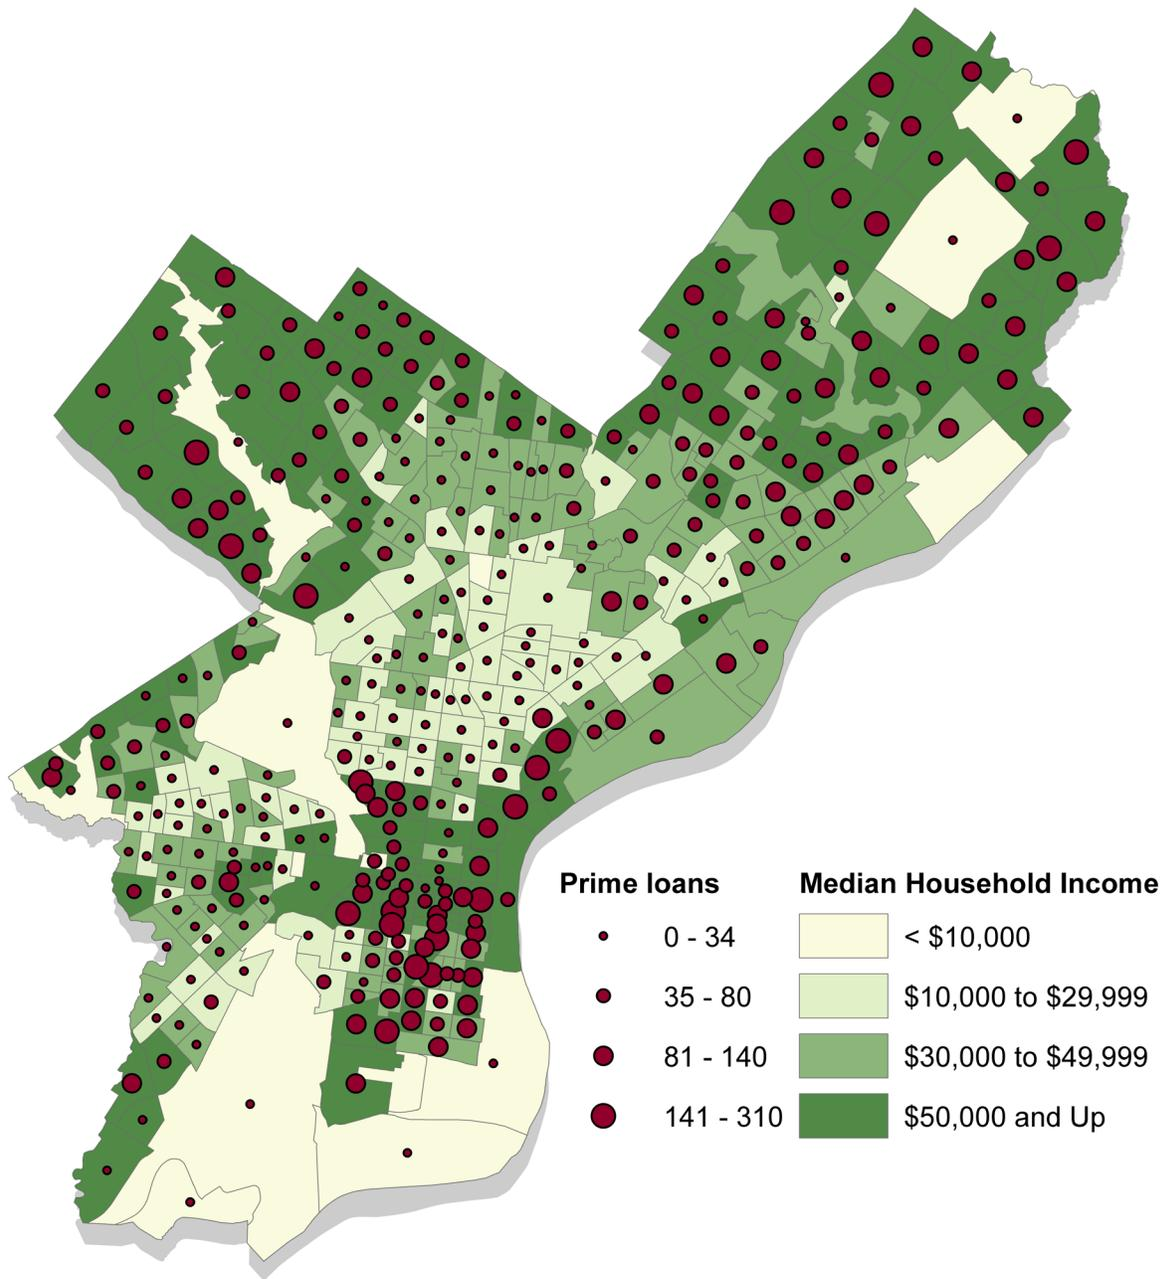 Prime loans
0 - 34
35 - 80
81 - 140
141 - 310
Median Household Income
< $10,000
$10,000 to $29,999
$30,000 to $49,999
$50,000 and Up